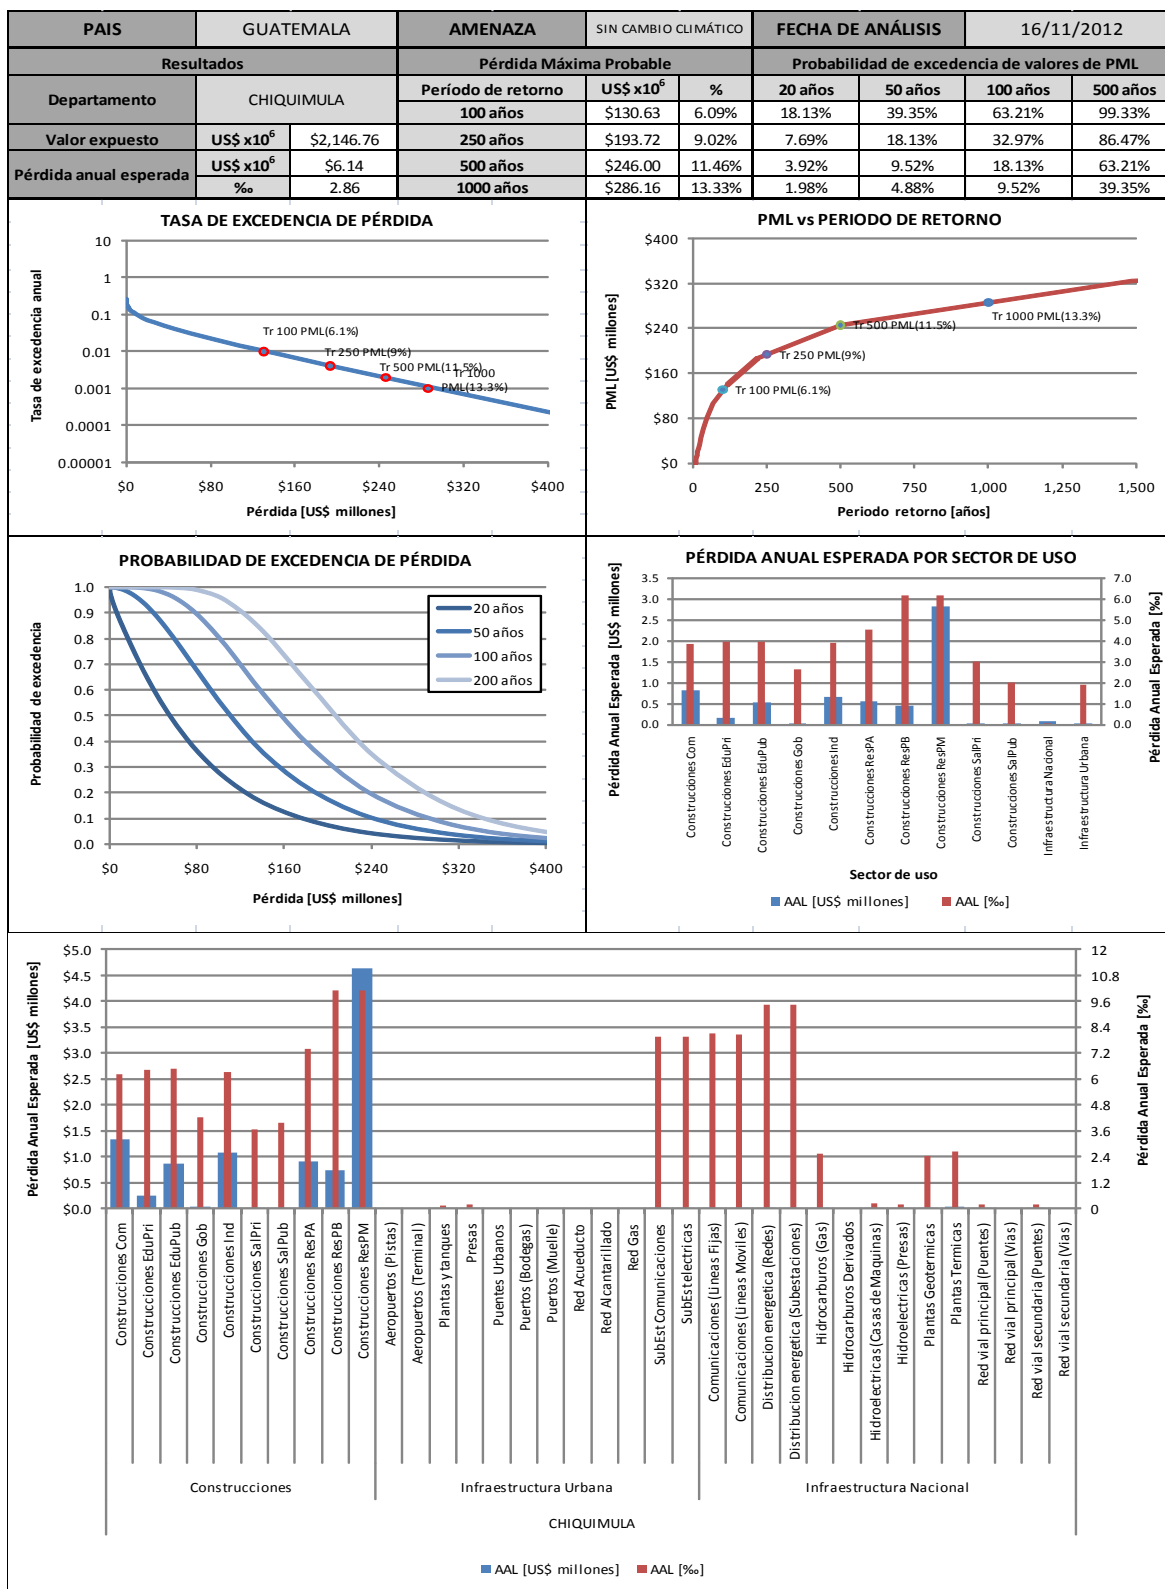 PAIS GUATEMALA AMENAZA SIN CAMBIO CLIMÁTICO FECHA DE ANÁLISIS 16/11/2012
Resultados Pérdida Máxima Probable Probabilidad de excedencia de valores de PML
Departamento CHIQUIMULA Período de retorno US$ x10⁶ % 20 años 50 años 100 años 500 años
100 años $130.63 6.09% 18.13% 39.35% 63.21% 99.33%
Valor expuesto US$ x10⁶ $2,146.76 250 años $193.72 9.02% 7.69% 18.13% 32.97% 86.47%
Pérdida anual esperada US$ x10⁶ $6.14 500 años $246.00 11.46% 3.92% 9.52% 18.13% 63.21%
‰ 2.86 1000 años $286.16 13.33% 1.98% 4.88% 9.52% 39.35%
TASA DE EXCEDENCIA DE PÉRDIDA
Tasa de excedencia anual
10
1
0.1
0.01
0.001
0.0001
0.00001
Tr 100 PML(6.1%)
Tr 250 PML(9%)
Tr 500 PML(11.5%)
Tr 1000
PML(13.3%)
$0 $80 $160 $240 $320 $400
Pérdida [US$ millones]
PML vs PERIODO DE RETORNO
PML [US$ millones]
$400
$320
$240
$160
$80
$0
Tr 500 PML(11.5%)
Tr 1000 PML(13.3%)
Tr 250 PML(9%)
Tr 100 PML(6.1%)
0 250 500 750 1,000 1,250 1,500
Periodo retorno [años]
PROBABILIDAD DE EXCEDENCIA DE PÉRDIDA
Probabilidad de excedencia
1.0
0.9
0.8
0.7
0.6
0.5
0.4
0.3
0.2
0.1
0.0
20 años
50 años
100 años
200 años
$0 $80 $160 $240 $320 $400
Pérdida [US$ millones]
PÉRDIDA ANUAL ESPERADA POR SECTOR DE USO
Pérdida Anual Esperada [US$ millones]
3.5
3.0
2.5
2.0
1.5
1.0
0.5
0.0
7.0
6.0
5.0
4.0
3.0
2.0
1.0
0.0
Pérdida Anual Esperada [‰]
Construcciones Com
Construcciones EduPri
Construcciones EduPub
Construcciones Gob
Construcciones Ind
Construcciones ResPA
Construcciones ResPB
Construcciones ResPM
Construcciones SalPri
Construcciones SalPub
Infraestructura Nacional
Infraestructura Urbana
Sector de uso
AAL [US$ millones] AAL [‰]
Pérdida Anual Esperada [US$ millones]
$5.0
$4.5
$4.0
$3.5
$3.0
$2.5
$2.0
$1.5
$1.0
$0.5
$0.0
12
10.8
9.6
8.4
7.2
6
4.8
3.6
2.4
1.2
0
Pérdida Anual Esperada [‰]
Construcciones Com
Construcciones EduPri
Construcciones EduPub
Construcciones Gob
Construcciones Ind
Construcciones SalPri
Construcciones SalPub
Construcciones ResPA
Construcciones ResPB
Construcciones ResPM
Aeropuertos (Pistas)
Aeropuertos (Terminal)
Plantas y tanques
Presas
Puentes Urbanos
Puertos (Bodegas)
Puertos (Muelle)
Red Acueducto
Red Alcantarillado
Red Gas
SubEst Comunicaciones
SubEst electricas
Comunicaciones (Lineas Fijas)
Comunicaciones (Lineas Moviles)
Distribucion energetica (Redes)
Distribucion energetica (Subestaciones)
Hidrocarburos (Gas)
Hidrocarburos Derivados
Hidroelectricas (Casas de Maquinas)
Hidroelectricas (Presas)
Plantas Geotermicas
Plantas Termicas
Red vial principal (Puentes)
Red vial principal (Vias)
Red vial secundaria (Puentes)
Red vial secundaria (Vias)
Construcciones Infraestructura Urbana Infraestructura Nacional
CHIQUIMULA
AAL [US$ millones] AAL [‰]